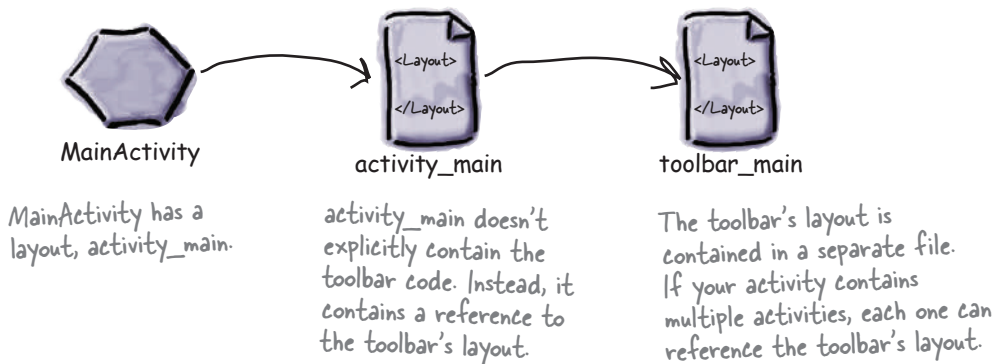 <Layout>
</Layout>
<Layout>
</Layout>
MainActivity
activity_main
toolbar_main
MainActivity has a
layout, activity_main.
activity_main doesn't
explicitly contain the
toolbar code. Instead, it
contains a reference to
the toolbar's layout.
The toolbar's layout is
contained in a separate file.
If your activity contains
multiple activities, each one can
reference the toolbar's layout.